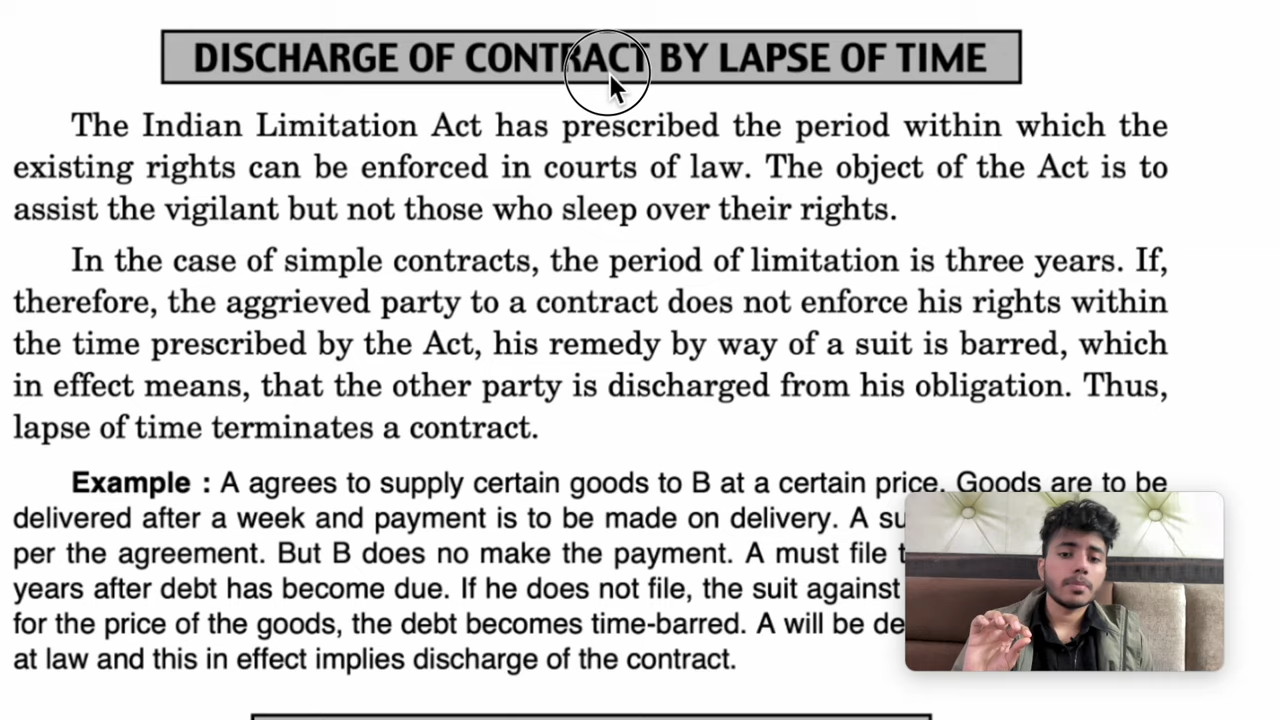 DISCHARGE OF CONTRACT BY LAPSE OF TIME
The Indian Limitation Act has prescribed the period within which the
existing rights can be enforced in courts of law. The object of the Act is to
assist the vigilant but not those who sleep over their rights.
In the case of simple contracts, the period of limitation is three years. If,
therefore, the aggrieved party to a contract does not enforce his rights within
the time prescribed by the Act, his remedy by way of a suit is barred, which
in effect means, that the other party is discharged from his obligation. Thus,
lapse of time terminates a contract.
Example : A agrees to supply certain goods to B at a certain price. Goods are to be
delivered after a week and payment is to be made on delivery. A
per the agreement. But B does no make the payment. A must file
years after debt has become due. If he does not file, the suit against
for the price of the goods, the debt becomes time-barred. A will be
at law and this in effect implies discharge of the contract.